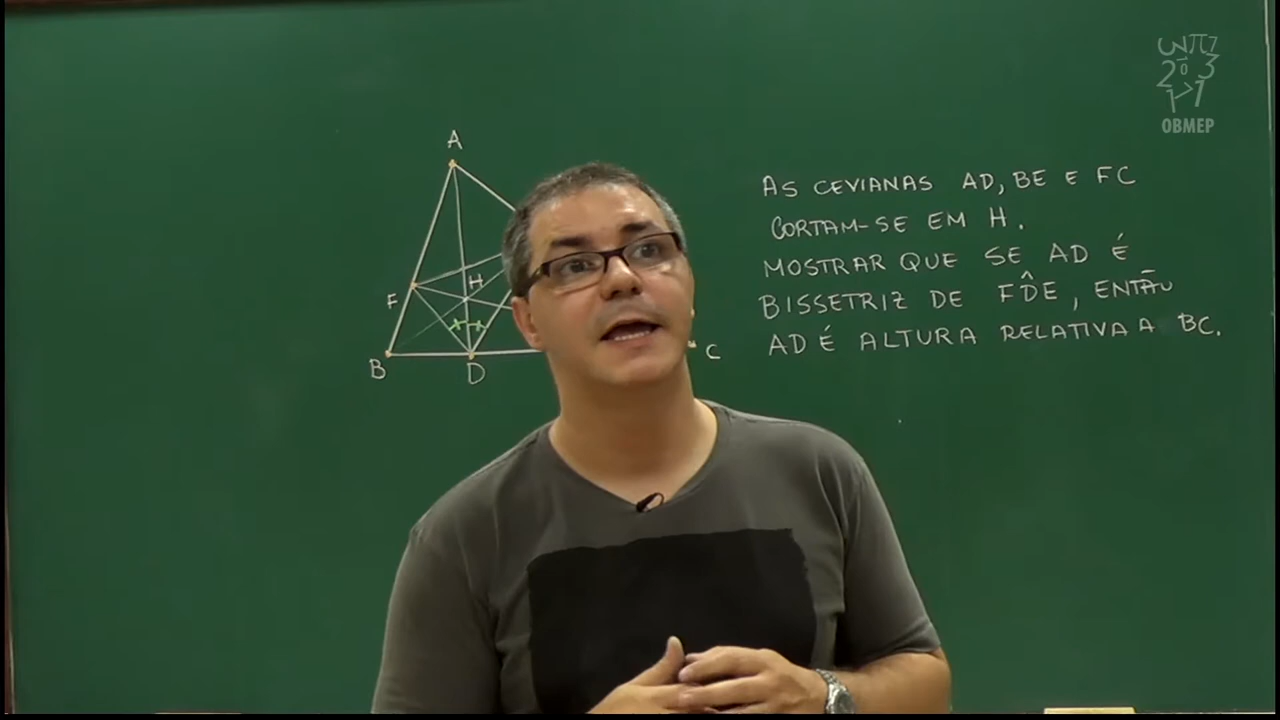 A
F
H
B
D
C
AS CEVIANAS AD, BE E FC
CORTAM-SE EM H.
MOSTRAR QUE SE AD É
BISSETRIZ DE FD̂E, ENTÃO
AD É ALTURA RELATIVA A BC.
OBMEP